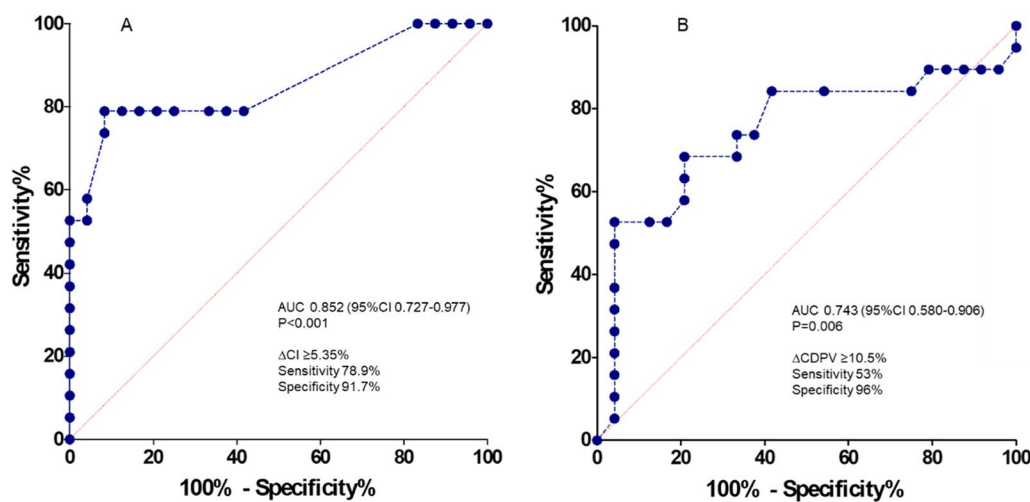 A
100
80
60
40
20
0
Sensitivity%
AUC 0.852 (95%CI 0.727-0.977)
P<0.001
ΔCI ≥5.35%
Sensitivity 78.9%
Specificity 91.7%
0 20 40 60 80 100
100% - Specificity%
B
100
80
60
40
20
0
Sensitivity%
AUC 0.743 (95%CI 0.580-0.906)
P=0.006
ΔCDPV ≥10.5%
Sensitivity 53%
Specificity 96%
0 20 40 60 80 100
100% - Specificity%